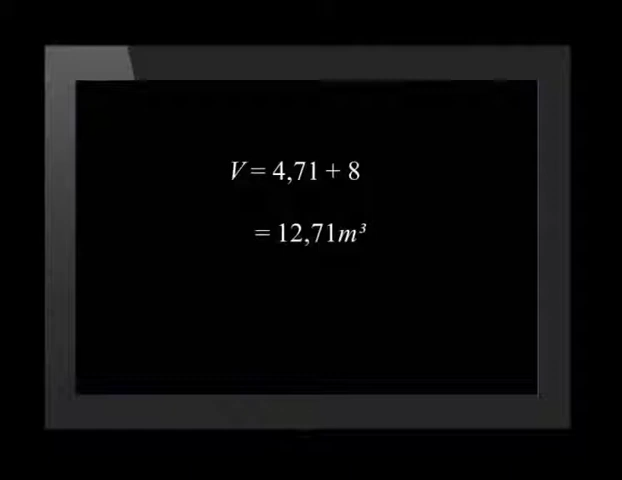 V = 4,71 + 8
= 12,71m³